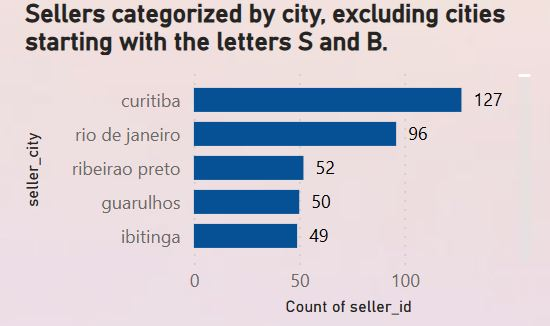 Sellers categorized by city, excluding cities
starting with the letters S and B.
seller_city
curitiba 127
rio de janeiro 96
ribeirao preto 52
guarulhos 50
ibitinga 49
0 50 100
Count of seller_id